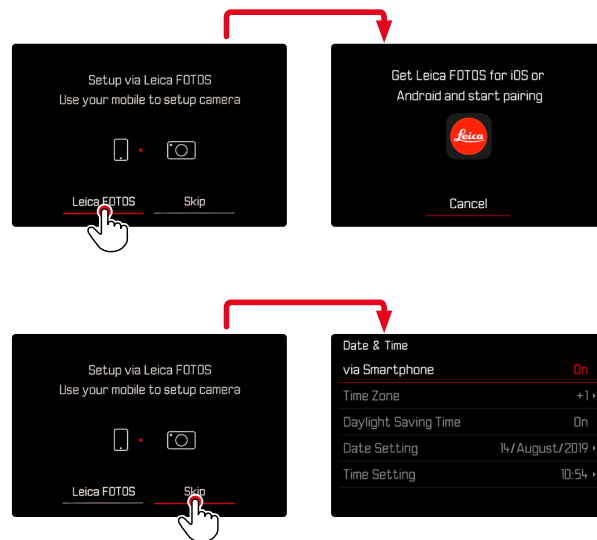 Setup via Leica FOTOS
Use your mobile to setup camera
Leica FOTOS Skip
Get Leica FOTOS for iOS or
Android and start pairing
Leica
Cancel
Setup via Leica FOTOS
Use your mobile to setup camera
Leica FOTOS Skip
Date & Time
via Smartphone On
Time Zone +1
Daylight Saving Time On
Date Setting 14/August/2019
Time Setting 10:54